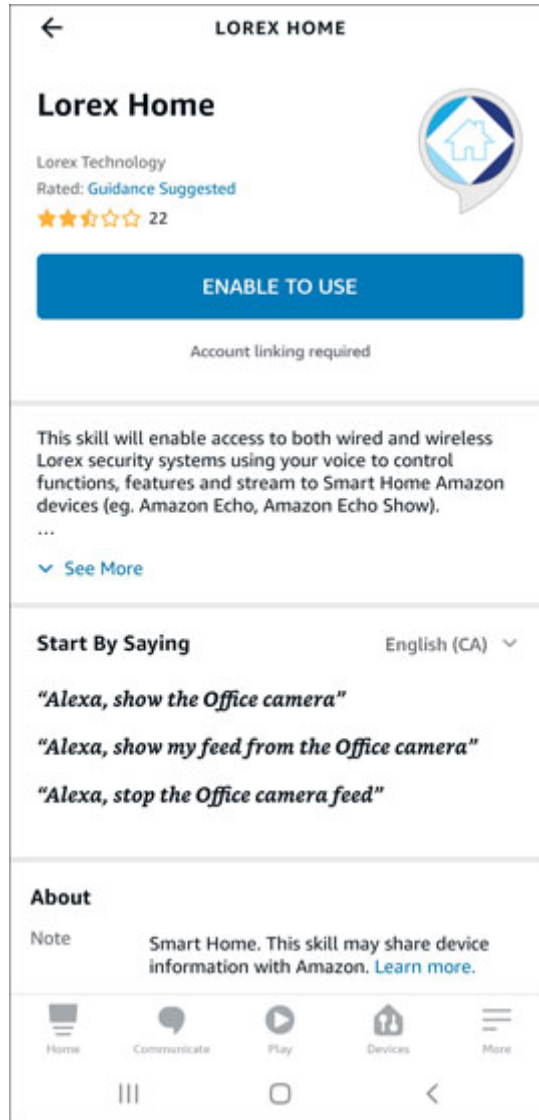 LOREX HOME
Lorex Home
Lorex Technology
Rated: Guidance Suggested
22
ENABLE TO USE
Account linking required
This skill will enable access to both wired and wireless
Lorex security systems using your voice to control
functions, features and stream to Smart Home Amazon
devices (eg. Amazon Echo, Amazon Echo Show).
...
See More
Start By Saying English (CA)
“Alexa, show the Office camera”
“Alexa, show my feed from the Office camera”
“Alexa, stop the Office camera feed”
About
Note Smart Home. This skill may share device
information with Amazon. Learn more.
Home Communicate Play Devices More